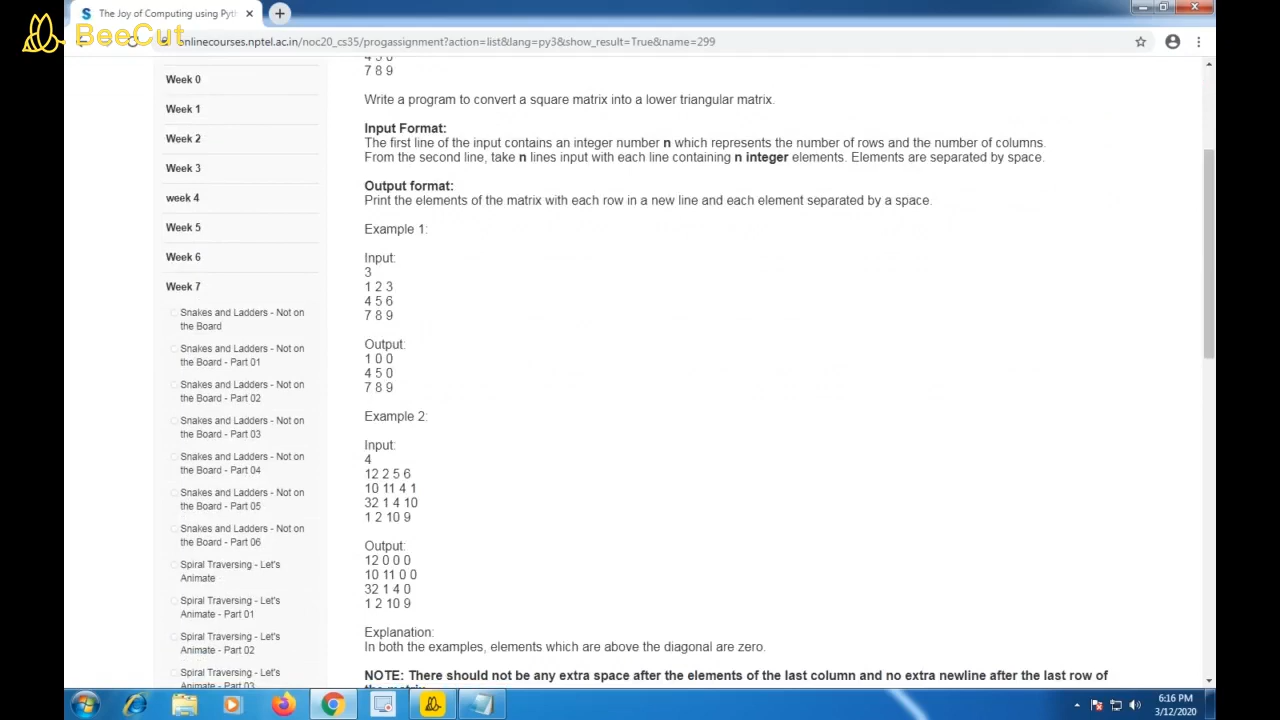 The Joy of Computing using Pyt
BeeCut
onlinecourses.nptel.ac.in/noc20_cs35/progassignment?action=list&lang=py3&show_result=True&name=299
4 5 0
7 8 9
Write a program to convert a square matrix into a lower triangular matrix.
Input Format:
The first line of the input contains an integer number n which represents the number of rows and the number of columns.
From the second line, take n lines input with each line containing n integer elements. Elements are separated by space.
Output format:
Print the elements of the matrix with each row in a new line and each element separated by a space.
Example 1:
Input:
3
1 2 3
4 5 6
7 8 9
Output:
1 0 0
4 5 0
7 8 9
Example 2:
Input:
4
12 2 5 6
10 11 4 1
32 1 4 10
1 2 10 9
Output:
12 0 0 0
10 11 0 0
32 1 4 0
1 2 10 9
Explanation:
In both the examples, elements which are above the diagonal are zero.
NOTE: There should not be any extra space after the elements of the last column and no extra newline after the last row of
Week 0
Week 1
Week 2
Week 3
week 4
Week 5
Week 6
Week 7
Snakes and Ladders - Not on
the Board
Snakes and Ladders - Not on
the Board - Part 01
Snakes and Ladders - Not on
the Board - Part 02
Snakes and Ladders - Not on
the Board - Part 03
Snakes and Ladders - Not on
the Board - Part 04
Snakes and Ladders - Not on
the Board - Part 05
Snakes and Ladders - Not on
the Board - Part 06
Spiral Traversing - Let's
Animate
Spiral Traversing - Let's
Animate - Part 01
Spiral Traversing - Let's
Animate - Part 02
Spiral Traversing - Let's
Animate - Part 03
6:16 PM
3/12/2020